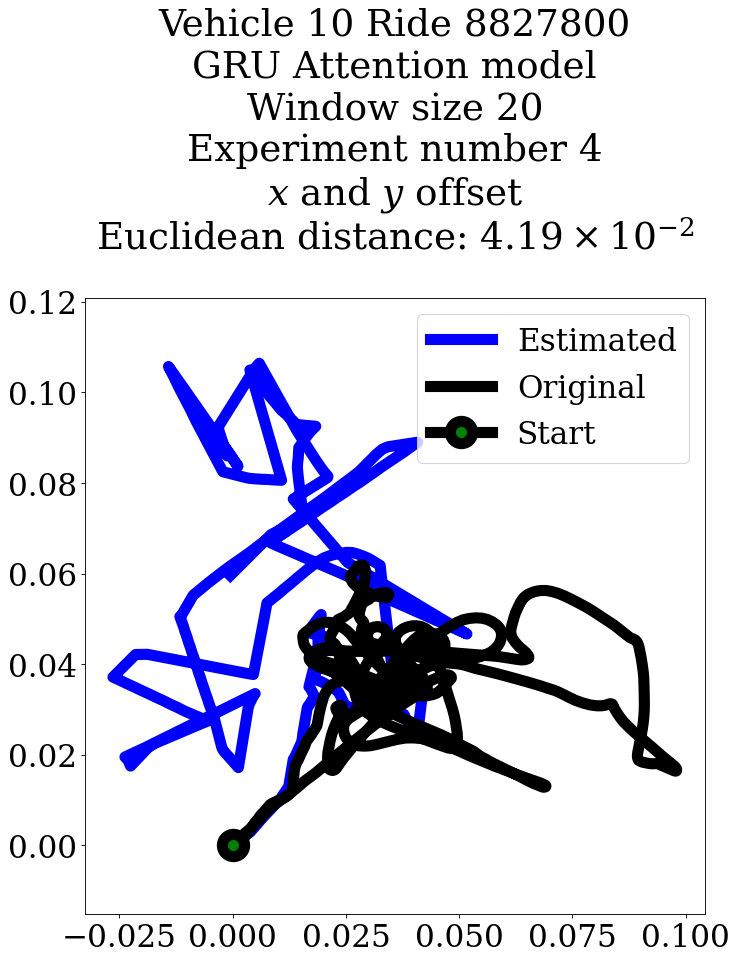 Vehicle 10 Ride 8827800
GRU Attention model
Window size 20
Experiment number 4
x and y offset
Euclidean distance: 4.19 × 10⁻²
Estimated
Original
Start
0.12
0.10
0.08
0.06
0.04
0.02
0.00
−0.025 0.000 0.025 0.050 0.075 0.100